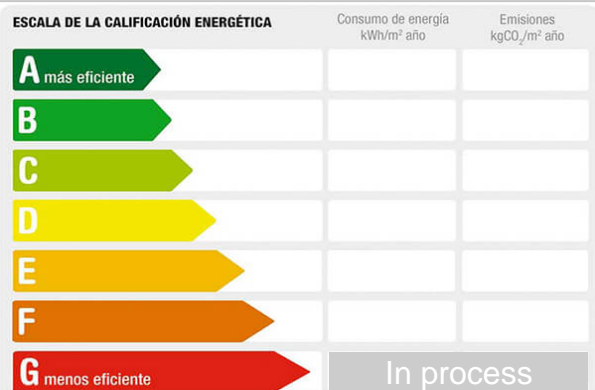 ESCALA DE LA CALIFICACIÓN ENERGÉTICA
Consumo de energía
kWh/m² año
Emisiones
kgCO₂/m² año
A más eficiente
B
C
D
E
F
G menos eficiente
In process